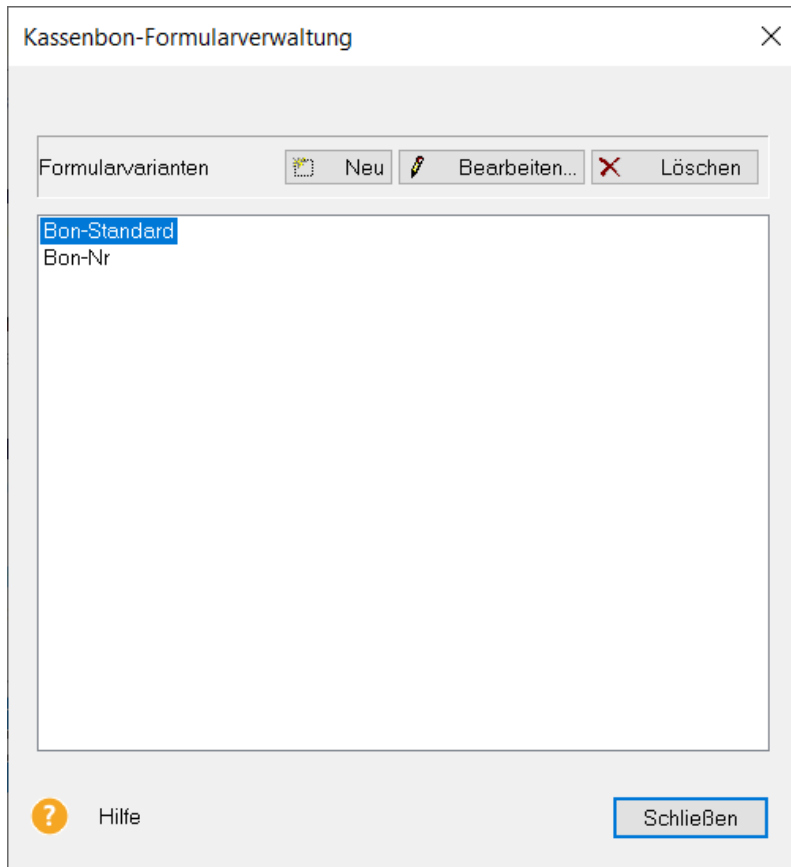 Kassenbon-Formularverwaltung
Formularvarianten Neu Bearbeiten... Löschen
Bon-Standard
Bon-Nr
? Hilfe Schließen